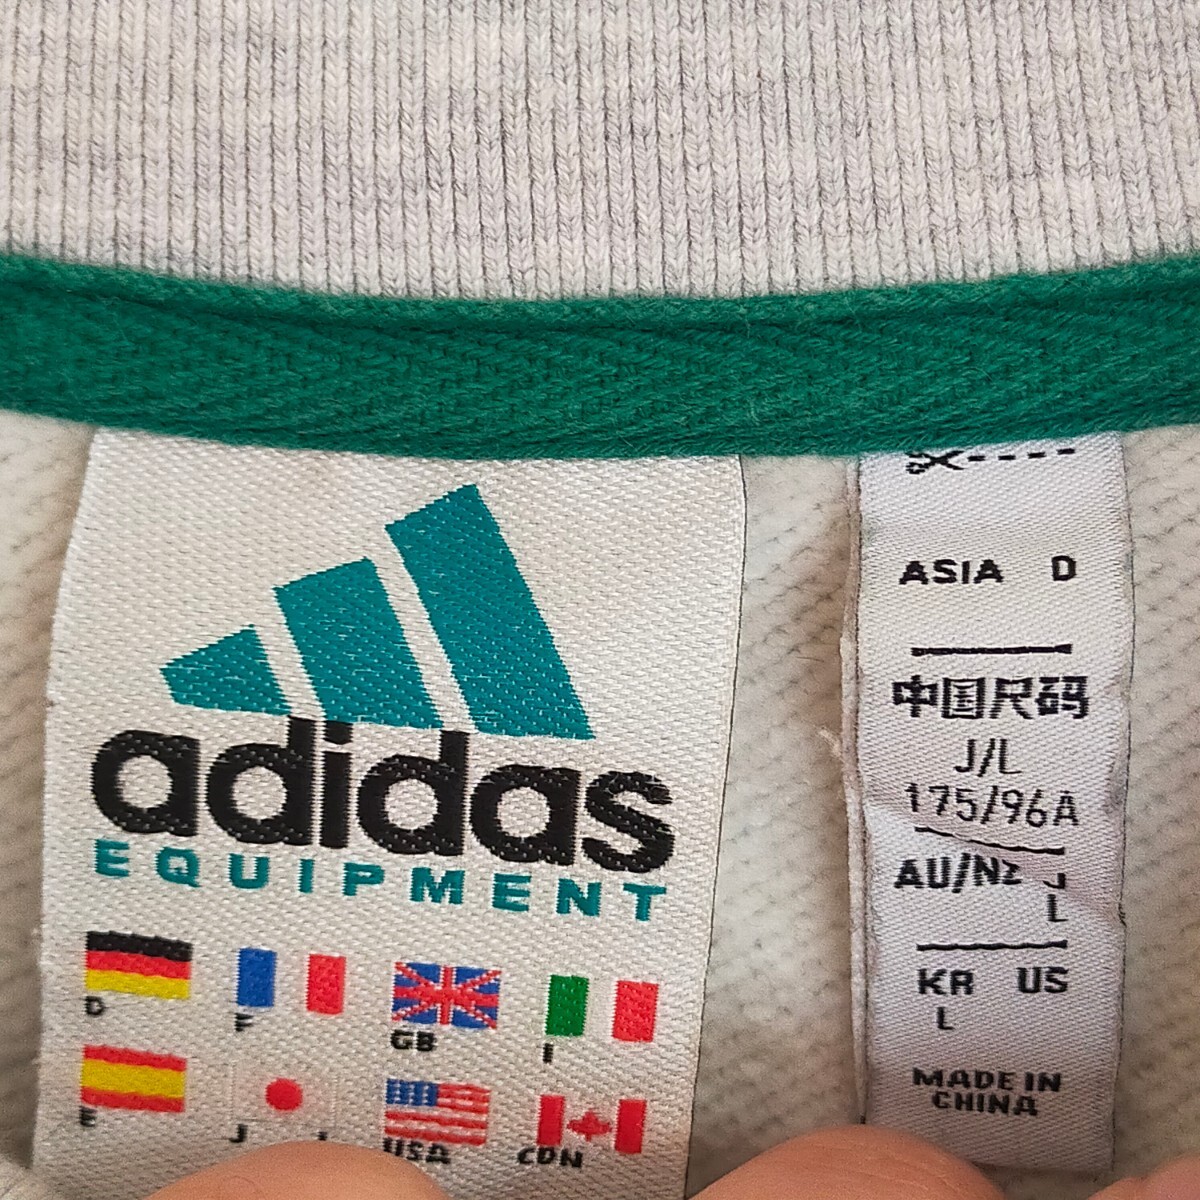 adidas
EQUIPMENT
D F GB I
E J USA CDN
ASIA D
中国尺码
J/L
175/96A
AU/NZ J
L
KR US
L
MADE IN
CHINA